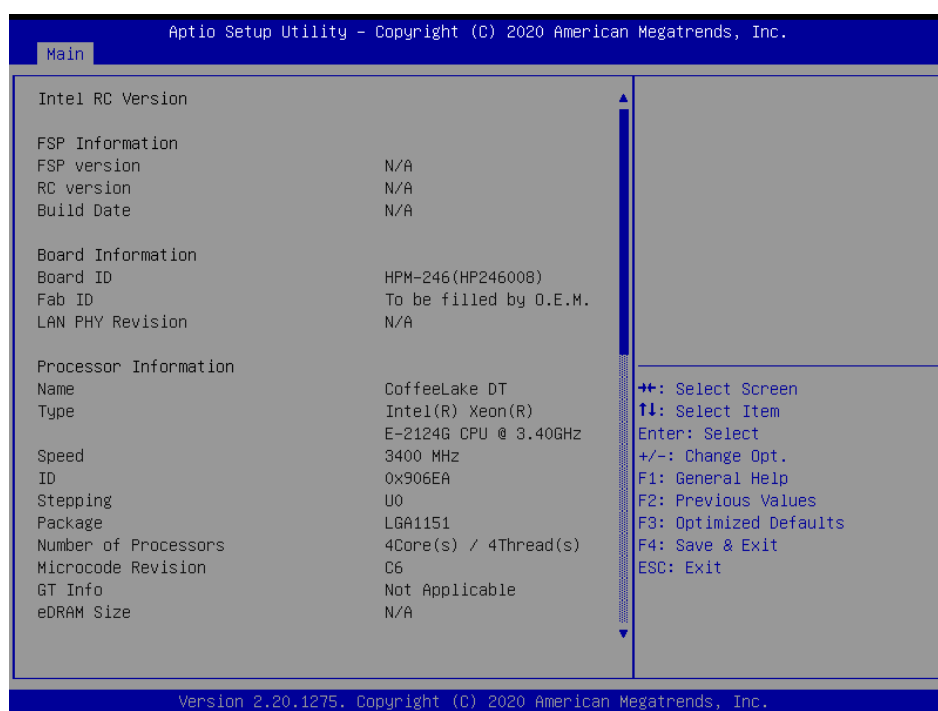 Aptio Setup Utility – Copyright (C) 2020 American Megatrends, Inc.
Main
Intel RC Version
FSP Information
FSP version N/A
RC version N/A
Build Date N/A
Board Information
Board ID HPM-246(HP246008)
Fab ID To be filled by O.E.M.
LAN PHY Revision N/A
Processor Information
Name CoffeeLake DT
Type Intel(R) Xeon(R)
E-2124G CPU @ 3.40GHz
Speed 3400 MHz
ID 0x906EA
Stepping U0
Package LGA1151
Number of Processors 4Core(s) / 4Thread(s)
Microcode Revision C6
GT Info Not Applicable
eDRAM Size N/A
→←: Select Screen
↑↓: Select Item
Enter: Select
+/-: Change Opt.
F1: General Help
F2: Previous Values
F3: Optimized Defaults
F4: Save & Exit
ESC: Exit
Version 2.20.1275. Copyright (C) 2020 American Megatrends, Inc.